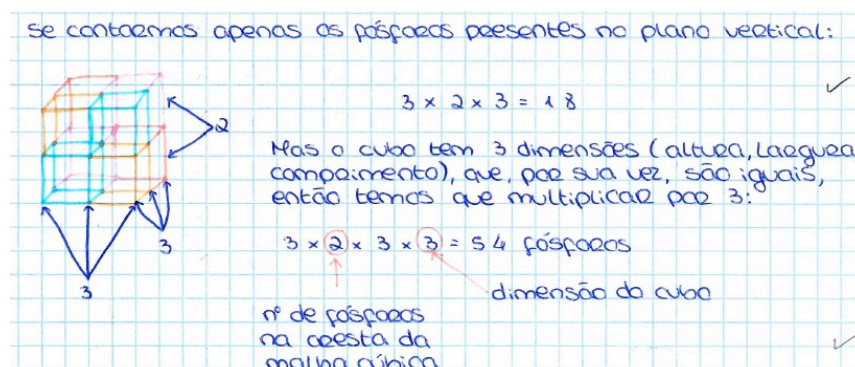 Se contarmos apenas os fósforos presentes no plano vertical:
3 × 2 × 3 = 18
2
Mas o cubo tem 3 dimensões (altura, largura
comprimento), que, por sua vez, são iguais,
então temos que multiplicar por 3:
3
3 × 2 × 3 × 3 = 54 fósforos
3
dimensão do cubo
nº de fósforos
na aresta da
malha cúbica